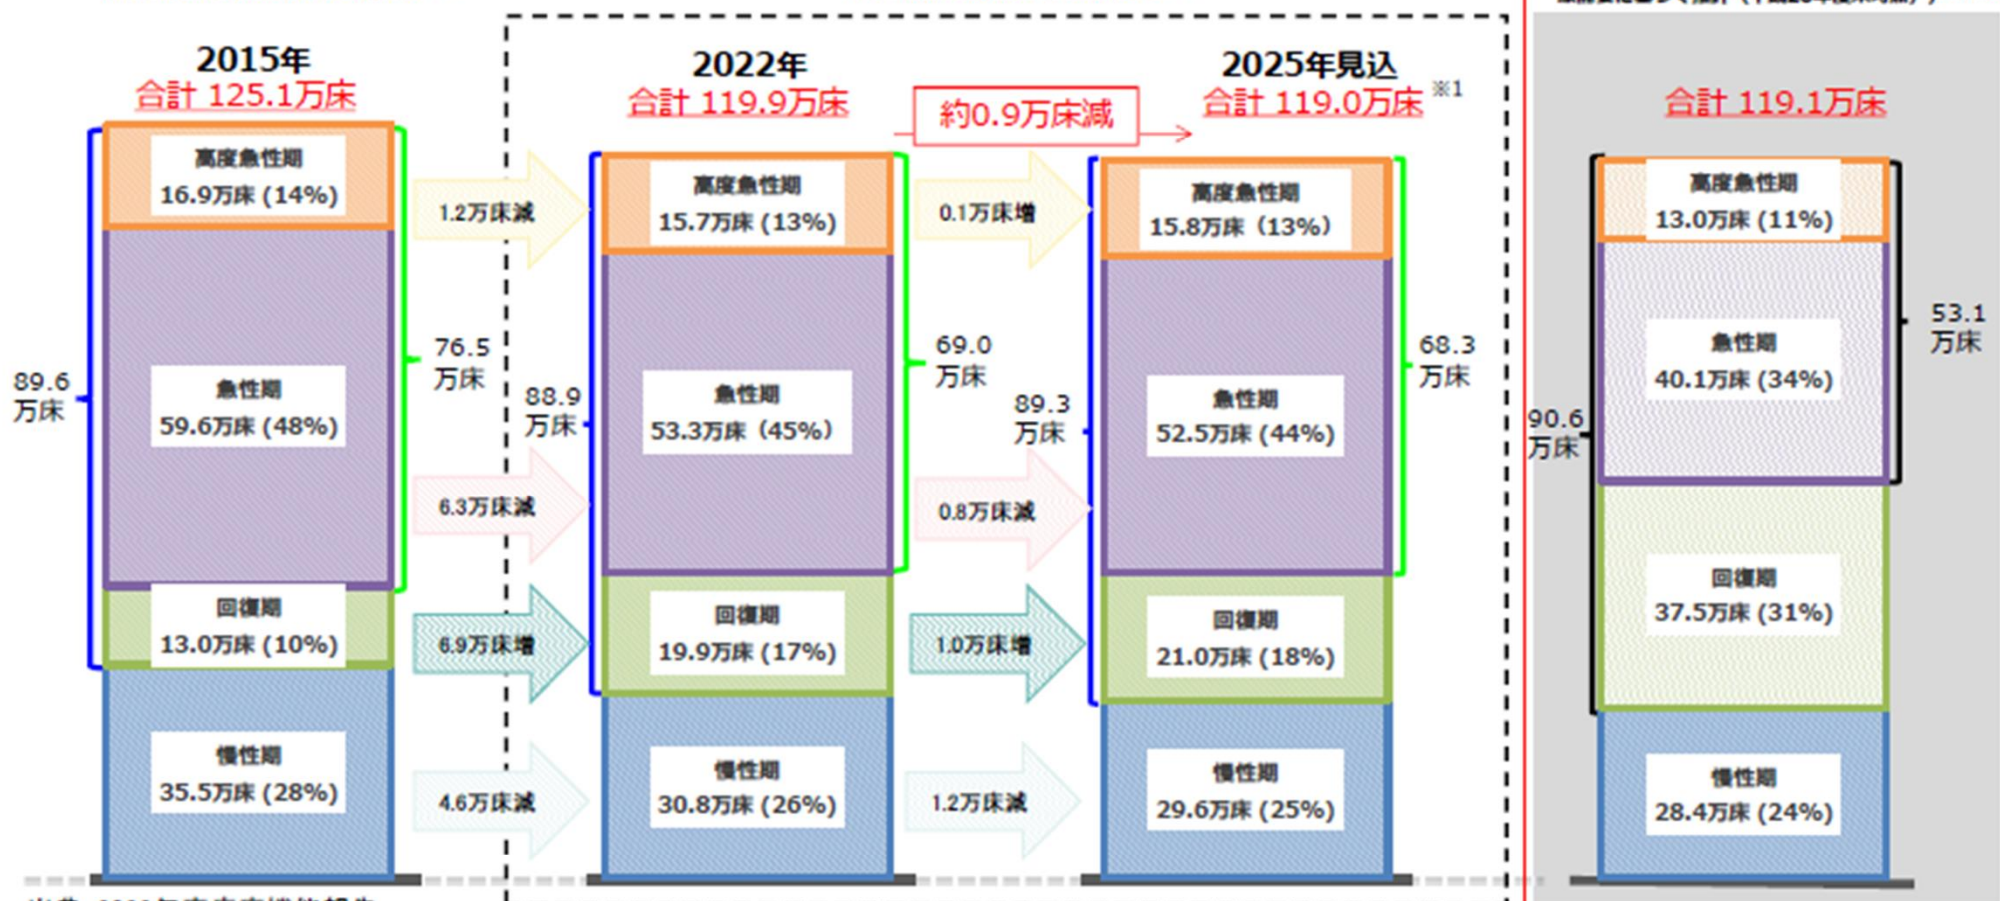 2015年
合計 125.1万床
高度急性期
16.9万床 (14%)
急性期
59.6万床 (48%)
回復期
13.0万床 (10%)
慢性期
35.5万床 (28%)
89.6
万床
76.5
万床
1.2万床減
6.3万床減
6.9万床増
4.6万床減
2022年
合計 119.9万床
高度急性期
15.7万床 (13%)
急性期
53.3万床（45%）
回復期
19.9万床 (17%)
慢性期
30.8万床 (26%)
88.9
万床
69.0
万床
約0.9万床減
0.1万床増
0.8万床減
1.0万床増
1.2万床減
2025年見込
合計 119.0万床
※1
高度急性期
15.8万床（13%）
急性期
52.5万床 (44%)
回復期
21.0万床 (18%)
慢性期
29.6万床 (25%)
89.3
万床
68.3
万床
合計 119.1万床
高度急性期
13.0万床 (11%)
急性期
40.1万床 (34%)
回復期
37.5万床 (31%)
慢性期
28.4万床 (24%)
90.6
万床
53.1
万床